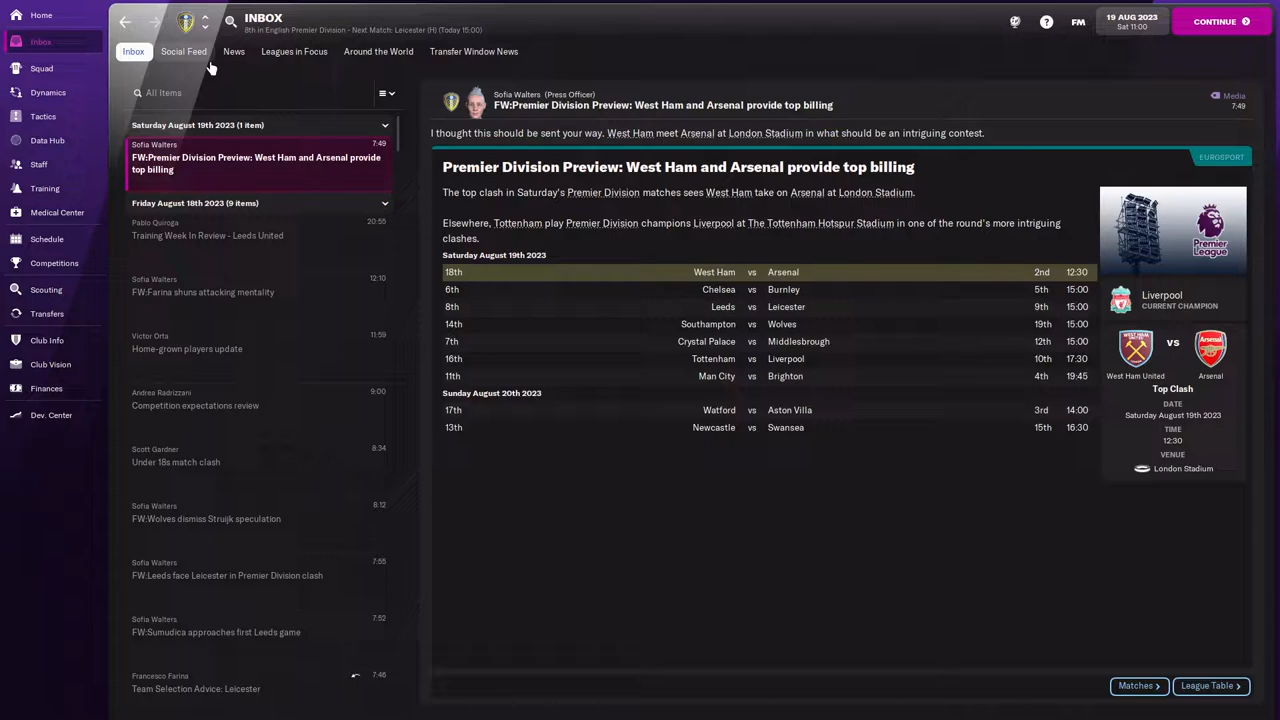 Home
Inbox
Squad
Dynamics
Tactics
Data Hub
Staff
Training
Medical Center
Schedule
Competitions
Scouting
Transfers
Club Info
Club Vision
Finances
Dev. Center
INBOX
8th in English Premier Division - Next Match: Leicester (H) (Today 15:00)
FM
19 AUG 2023
Sat 11:00
CONTINUE
Inbox Social Feed News Leagues in Focus Around the World Transfer Window News
All Items
Saturday August 19th 2023 (1 item)
Sofia Walters 7:49
FW:Premier Division Preview: West Ham and Arsenal provide top billing
Friday August 18th 2023 (9 items)
Pablo Quiroga 20:55
Training Week In Review - Leeds United
Sofia Walters 12:10
FW:Farina shuns attacking mentality
Victor Orta 11:59
Home-grown players update
Andrea Radrizzani 9:00
Competition expectations review
Scott Gardner 8:34
Under 18s match clash
Sofia Walters 8:12
FW:Wolves dismiss Struijk speculation
Sofia Walters 7:55
FW:Leeds face Leicester in Premier Division clash
Sofia Walters 7:52
FW:Sumudica approaches first Leeds game
Francesco Farina 7:46
Team Selection Advice: Leicester
Sofia Walters (Press Officer)
FW:Premier Division Preview: West Ham and Arsenal provide top billing
Media
7:49
I thought this should be sent your way. West Ham meet Arsenal at London Stadium in what should be an intriguing contest.
EUROSPORT
Premier Division Preview: West Ham and Arsenal provide top billing
The top clash in Saturday's Premier Division matches sees West Ham take on Arsenal at London Stadium.
Elsewhere, Tottenham play Premier Division champions Liverpool at The Tottenham Hotspur Stadium in one of the round's more intriguing
clashes.
Saturday August 19th 2023
18th West Ham vs Arsenal 2nd 12:30
6th Chelsea vs Burnley 5th 15:00
8th Leeds vs Leicester 9th 15:00
14th Southampton vs Wolves 19th 15:00
7th Crystal Palace vs Middlesbrough 12th 15:00
16th Tottenham vs Liverpool 10th 17:30
11th Man City vs Brighton 4th 19:45
Sunday August 20th 2023
17th Watford vs Aston Villa 3rd 14:00
13th Newcastle vs Swansea 15th 16:30
Premier
League
Liverpool
CURRENT CHAMPION
VS
West Ham United Arsenal
Top Clash
DATE
Saturday August 19th 2023
TIME
12:30
VENUE
London Stadium
Matches
League Table